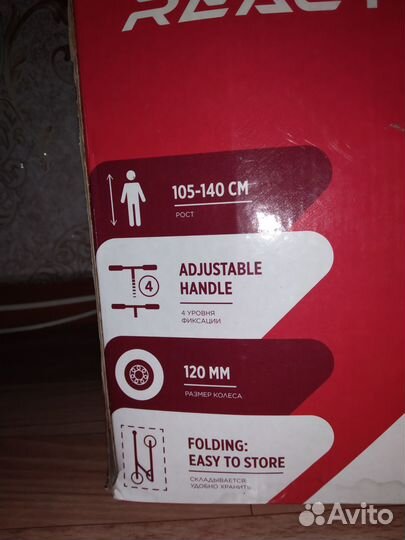 REACT
105-140 CM
РОСТ
4
ADJUSTABLE
HANDLE
4 УРОВНЯ
ФИКСАЦИИ
120 MM
РАЗМЕР КОЛЕСА
FOLDING:
EASY TO STORE
СКЛАДЫВАЕТСЯ
УДОБНО ХРАНИТЬ
Avito